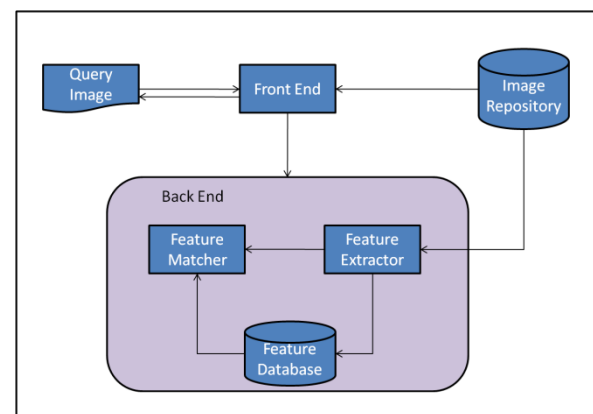 Query
Image
Front End
Image
Repository
Back End
Feature
Matcher
Feature
Extractor
Feature
Database